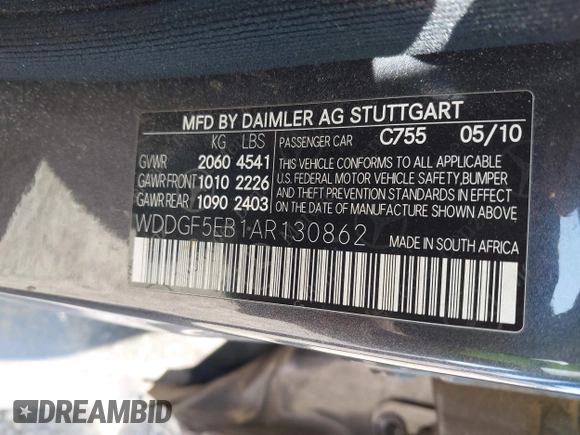 MFD BY DAIMLER AG STUTTGART
KG LBS PASSENGER CAR C755 05/10
GVWR 2060 4541 THIS VEHICLE CONFORMS TO ALL APPLICABLE
GAWR FRONT 1010 2226 U.S. FEDERAL MOTOR VEHICLE SAFETY, BUMPER,
GAWR REAR 1090 2403 AND THEFT PREVENTION STANDARDS IN EFFECT
ON THE DATE OF MANUFACTURE SHOWN ABOVE.
WDDGF5EB1AR130862 MADE IN SOUTH AFRICA
DREAMBID